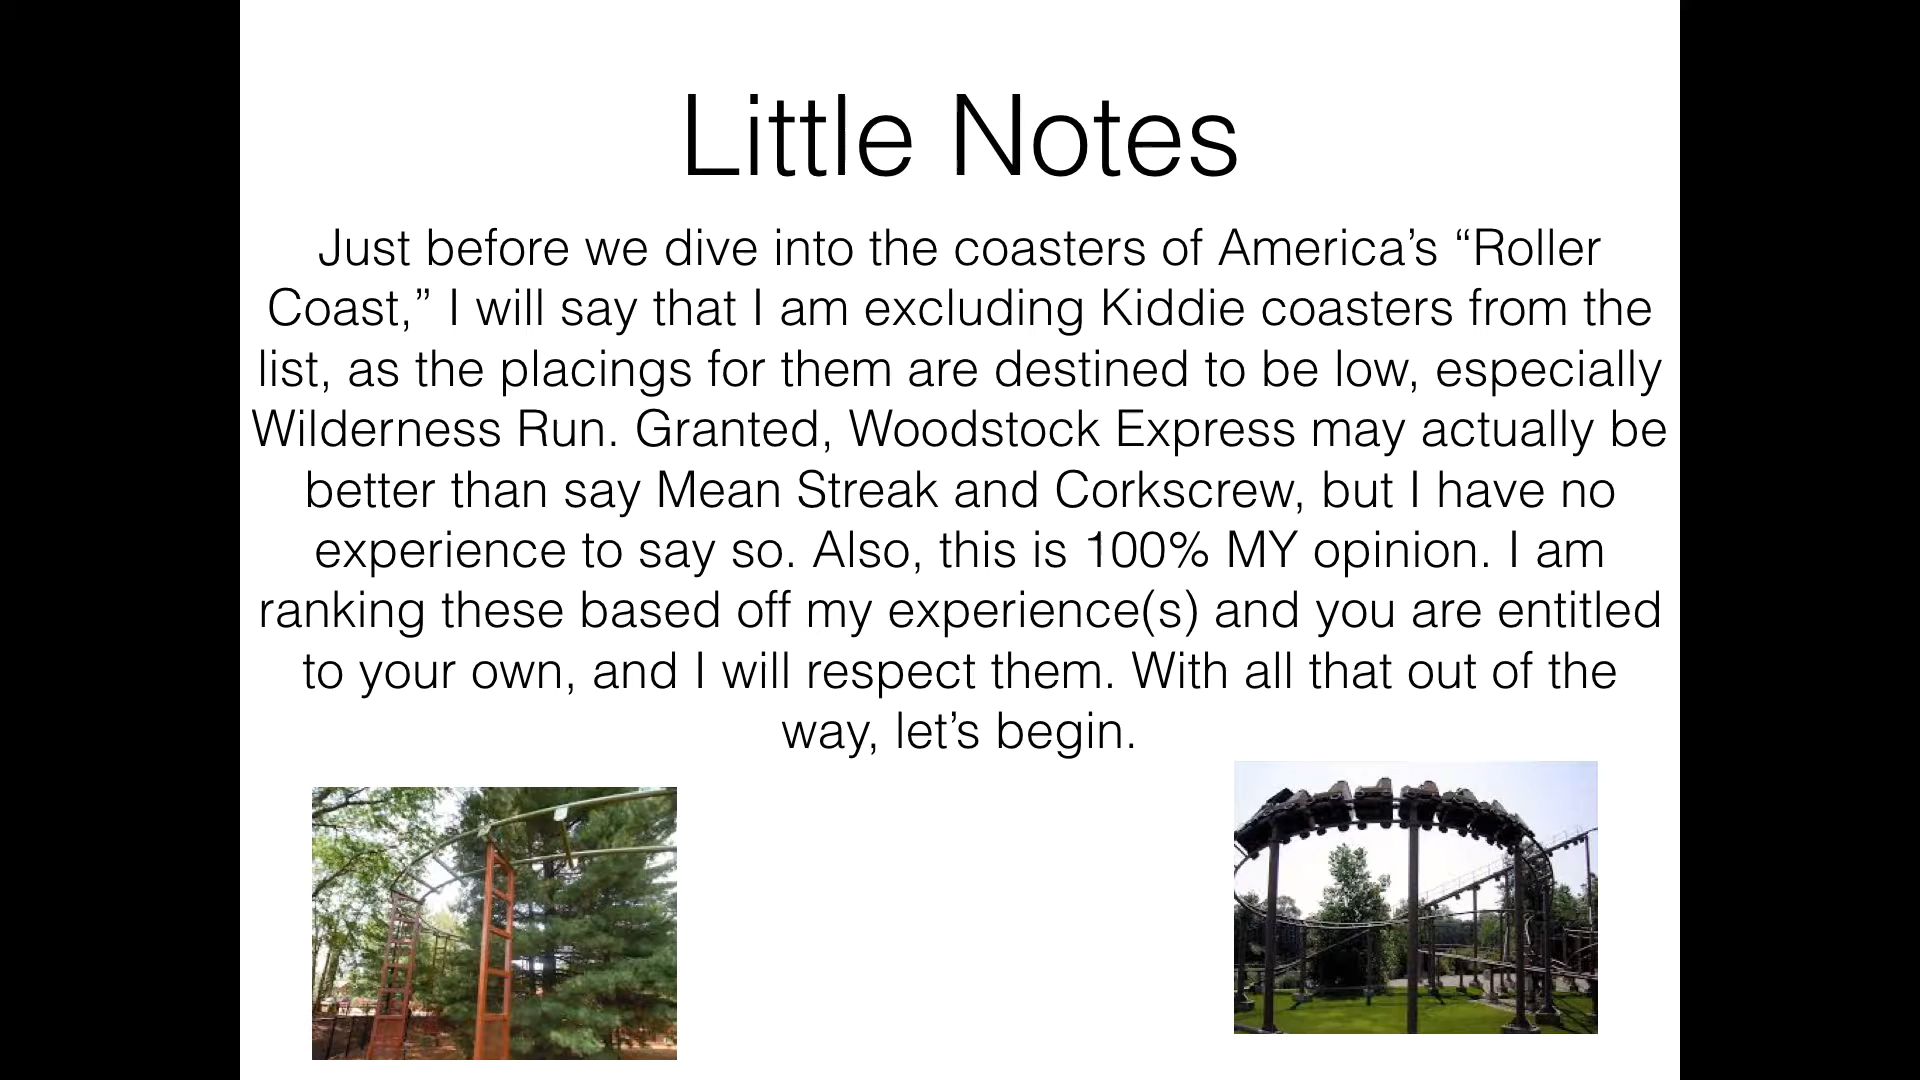 Little Notes
Just before we dive into the coasters of America’s “Roller
Coast,” I will say that I am excluding Kiddie coasters from the
list, as the placings for them are destined to be low, especially
Wilderness Run. Granted, Woodstock Express may actually be
better than say Mean Streak and Corkscrew, but I have no
experience to say so. Also, this is 100% MY opinion. I am
ranking these based off my experience(s) and you are entitled
to your own, and I will respect them. With all that out of the
way, let’s begin.